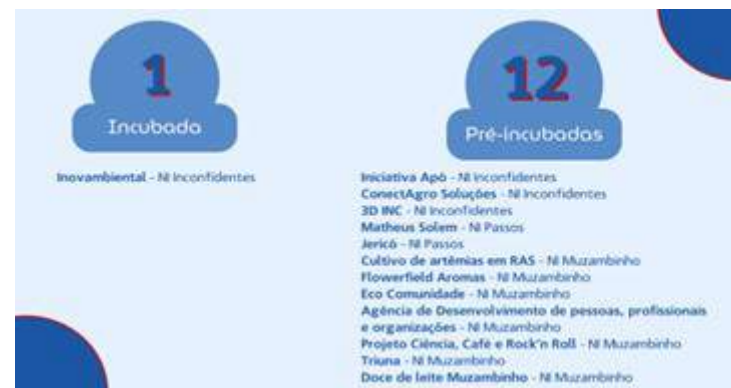 1
Incubada
Inovambiental - NI Inconfidentes
12
Pré-incubadas
Iniciativa Apó - NI Inconfidentes
ConectAgro Soluções - NI Inconfidentes
3D INC - NI Inconfidentes
Matheus Solem - NI Passos
Jericó - NI Passos
Cultivo de artêmias em RAS - NI Muzambinho
Flowerfield Aromas - NI Muzambinho
Eco Comunidade - NI Muzambinho
Agência de Desenvolvimento de pessoas, profissionais
e organizações - NI Muzambinho
Projeto Ciência, Café e Rock'n Roll - NI Muzambinho
Triuna - NI Muzambinho
Doce de leite Muzambinho - NI Muzambinho